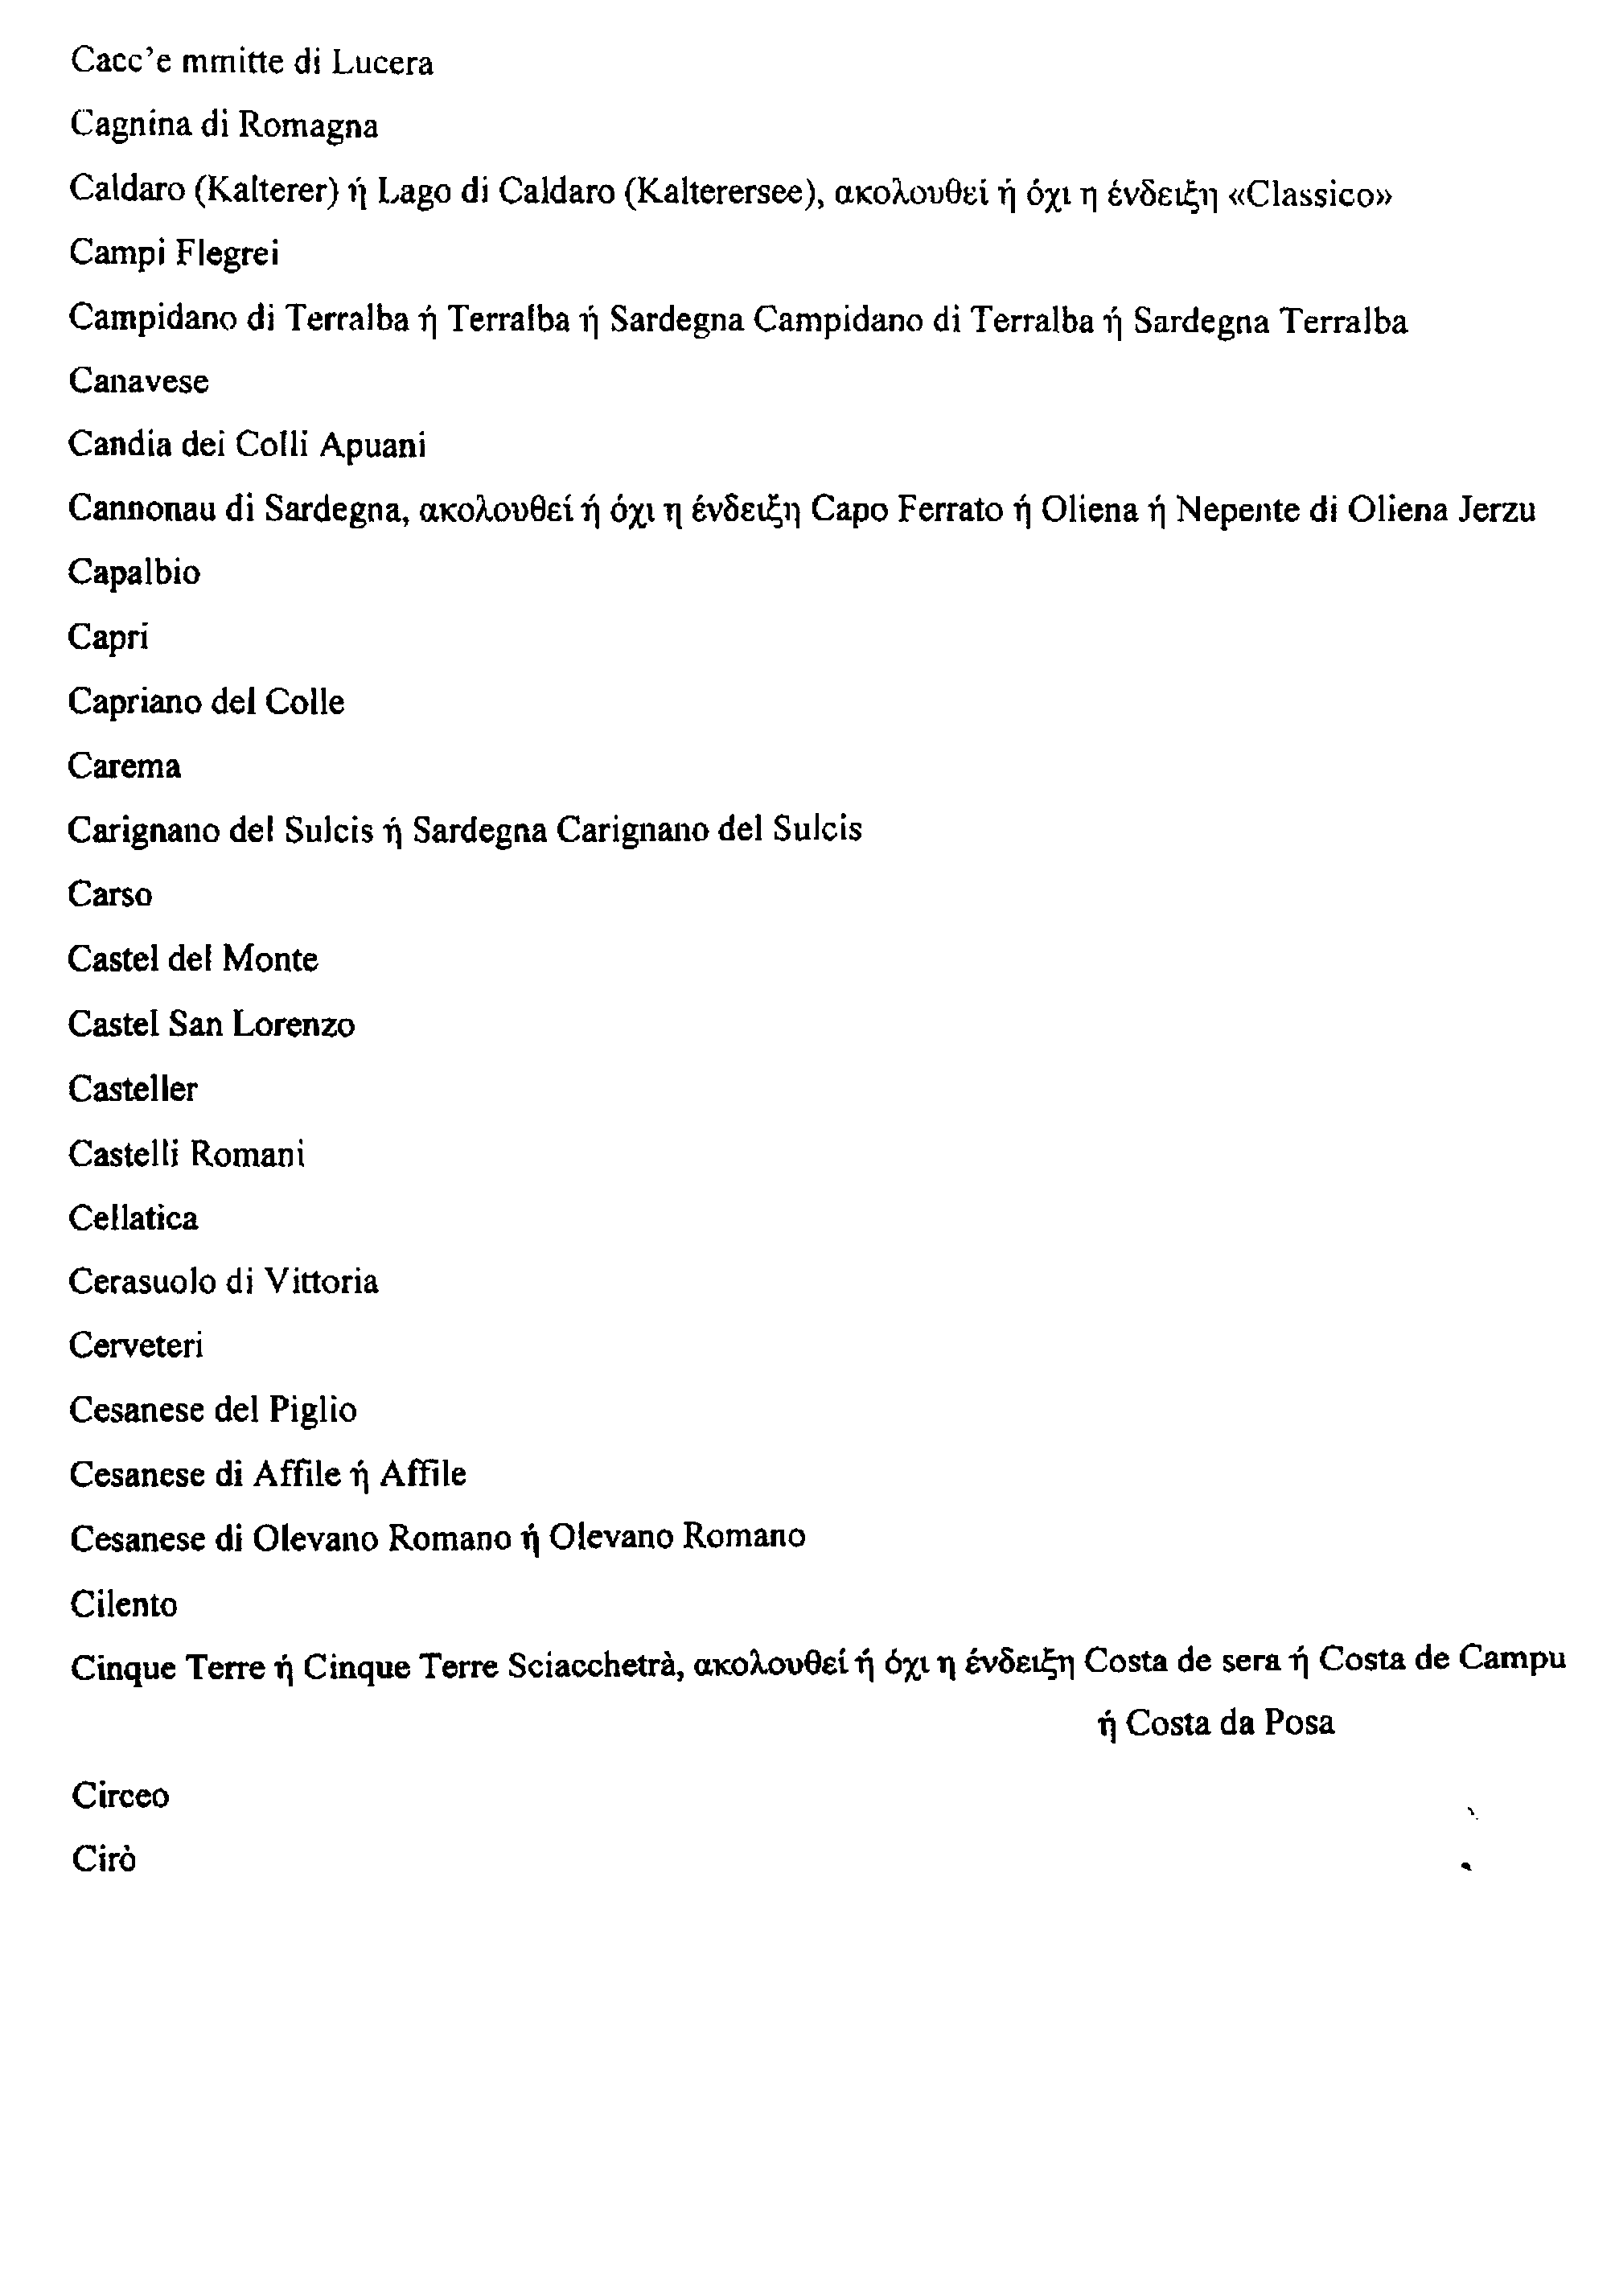 Cacc’e mmitte di Lucera
Cagnina di Romagna
Caldaro (Kalterer) ή Lago di Caldaro (Kalterersee), ακολουθεί ή όχι η ένδειξη «Classico»
Campi Flegrei
Campidano di Terralba ή Terralba ή Sardegna Campidano di Terralba ή Sardegna Terralba
Canavese
Candia dei Colli Apuani
Cannonau di Sardegna, ακολουθεί ή όχι η ένδειξη Capo Ferrato ή Oliena ή Nepente di Oliena Jerzu
Capalbio
Capri
Capriano del Colle
Carema
Carignano del Sulcis ή Sardegna Carignano del Sulcis
Carso
Castel del Monte
Castel San Lorenzo
Casteller
Castelli Romani
Cellatica
Cerasuolo di Vittoria
Cerveteri
Cesanese del Piglio
Cesanese di Affile ή Affile
Cesanese di Olevano Romano ή Olevano Romano
Cilento
Cinque Terre ή Cinque Terre Sciacchetrà, ακολουθεί ή όχι η ένδειξη Costa de sera ή Costa de Campu
ή Costa da Posa
Circeo
Cirò